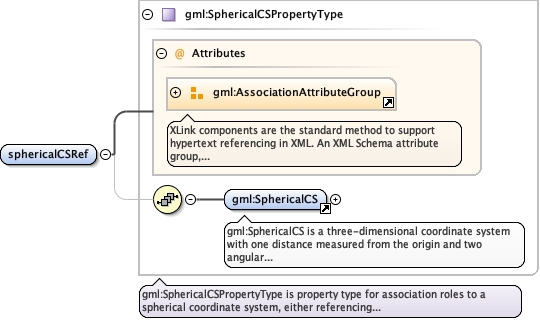 gml:SphericalCSPropertyType
@ Attributes
gml:AssociationAttributeGroup
XLink components are the standard method to support
hypertext referencing in XML. An XML Schema attribute
group,...
sphericalCSRef
gml:SphericalCS
gml:SphericalCS is a three-dimensional coordinate system
with one distance measured from the origin and two
angular...
gml:SphericalCSPropertyType is property type for association roles to a
spherical coordinate system, either referencing...